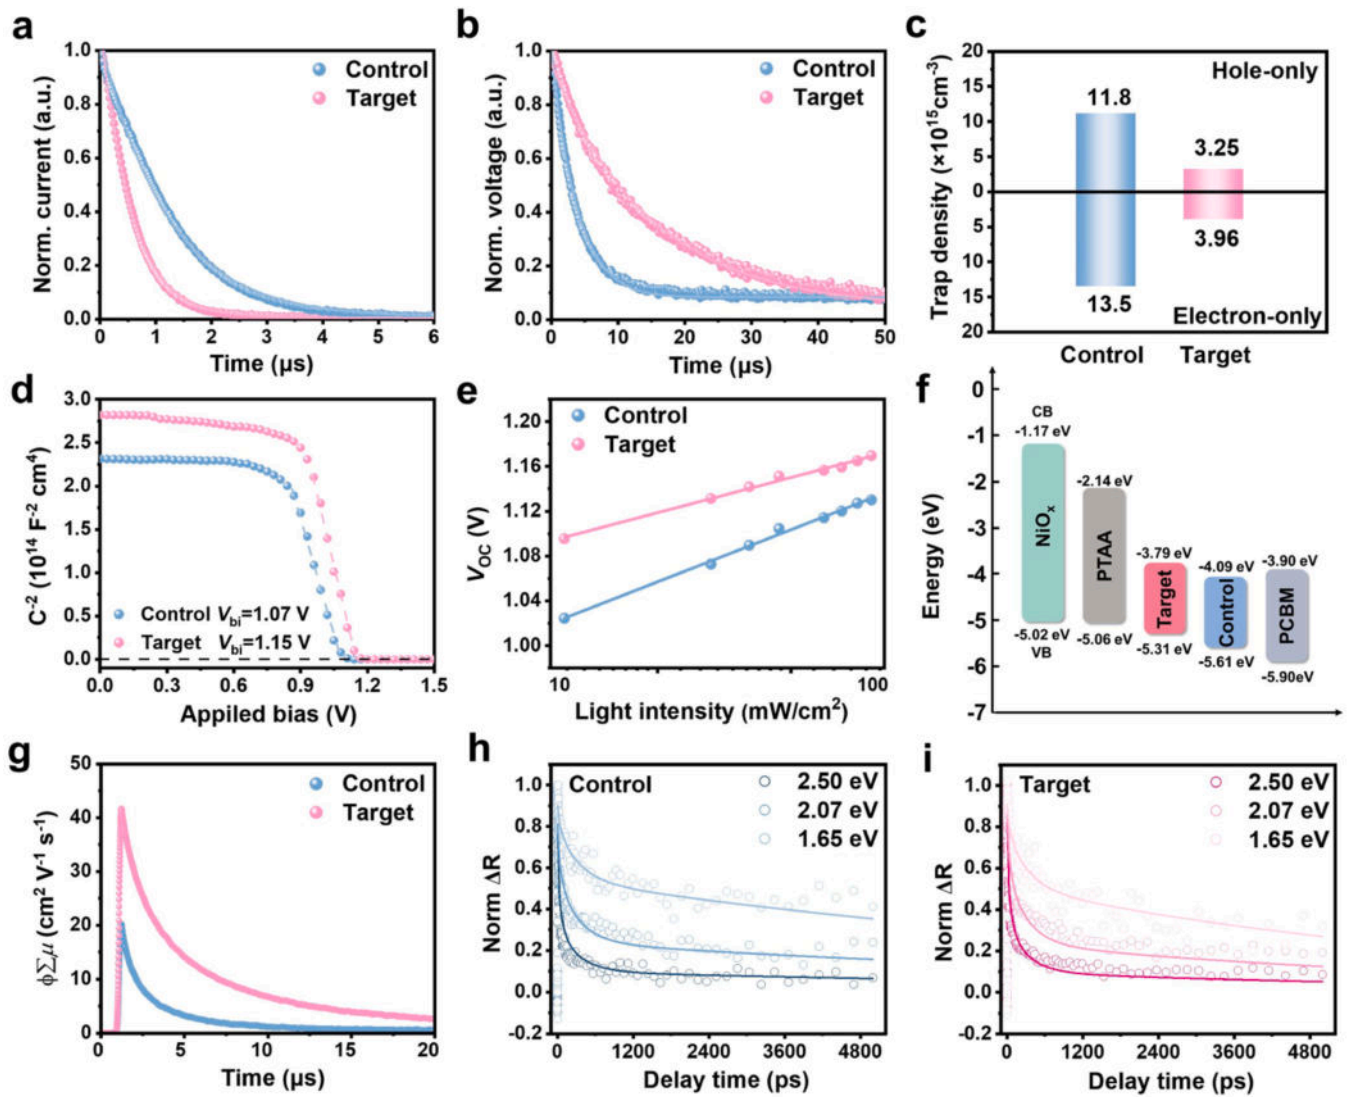 a
1.0
0.8
0.6
0.4
0.2
0.0
0 1 2 3 4 5 6
Norm. current (a.u.)
Time (µs)
Control
Target
b
1.0
0.8
0.6
0.4
0.2
0.0
0 10 20 30 40 50
Norm. voltage (a.u.)
Time (µs)
Control
Target
c
20
15
10
5
0
5
10
15
20
Trap density (×10¹⁵cm⁻³)
Hole-only
11.8
3.25
3.96
13.5
Electron-only
Control Target
d
3.0
2.5
2.0
1.5
1.0
0.5
0.0
0.0 0.3 0.6 0.9 1.2 1.5
C⁻² (10¹⁴ F⁻² cm⁴)
Appiled bias (V)
Control Vbi=1.07 V
Target Vbi=1.15 V
e
1.20
1.16
1.12
1.08
1.04
1.00
10 100
VOC (V)
Light intensity (mW/cm²)
Control
Target
f
0
-1
-2
-3
-4
-5
-6
-7
Energy (eV)
CB
-1.17 eV
NiOx
-5.02 eV
VB
-2.14 eV
PTAA
-5.06 eV
-3.79 eV
Target
-5.31 eV
-4.09 eV
Control
-5.61 eV
-3.90 eV
PCBM
-5.90eV
g
50
40
30
20
10
0
0 5 10 15 20
ϕ∑μ (cm² V⁻¹ s⁻¹)
Time (µs)
Control
Target
h
1.0
0.8
0.6
0.4
0.2
0.0
-0.2
0 1200 2400 3600 4800
Norm ΔR
Delay time (ps)
Control
2.50 eV
2.07 eV
1.65 eV
i
1.0
0.8
0.6
0.4
0.2
0.0
-0.2
0 1200 2400 3600 4800
Norm ΔR
Delay time (ps)
Target
2.50 eV
2.07 eV
1.65 eV